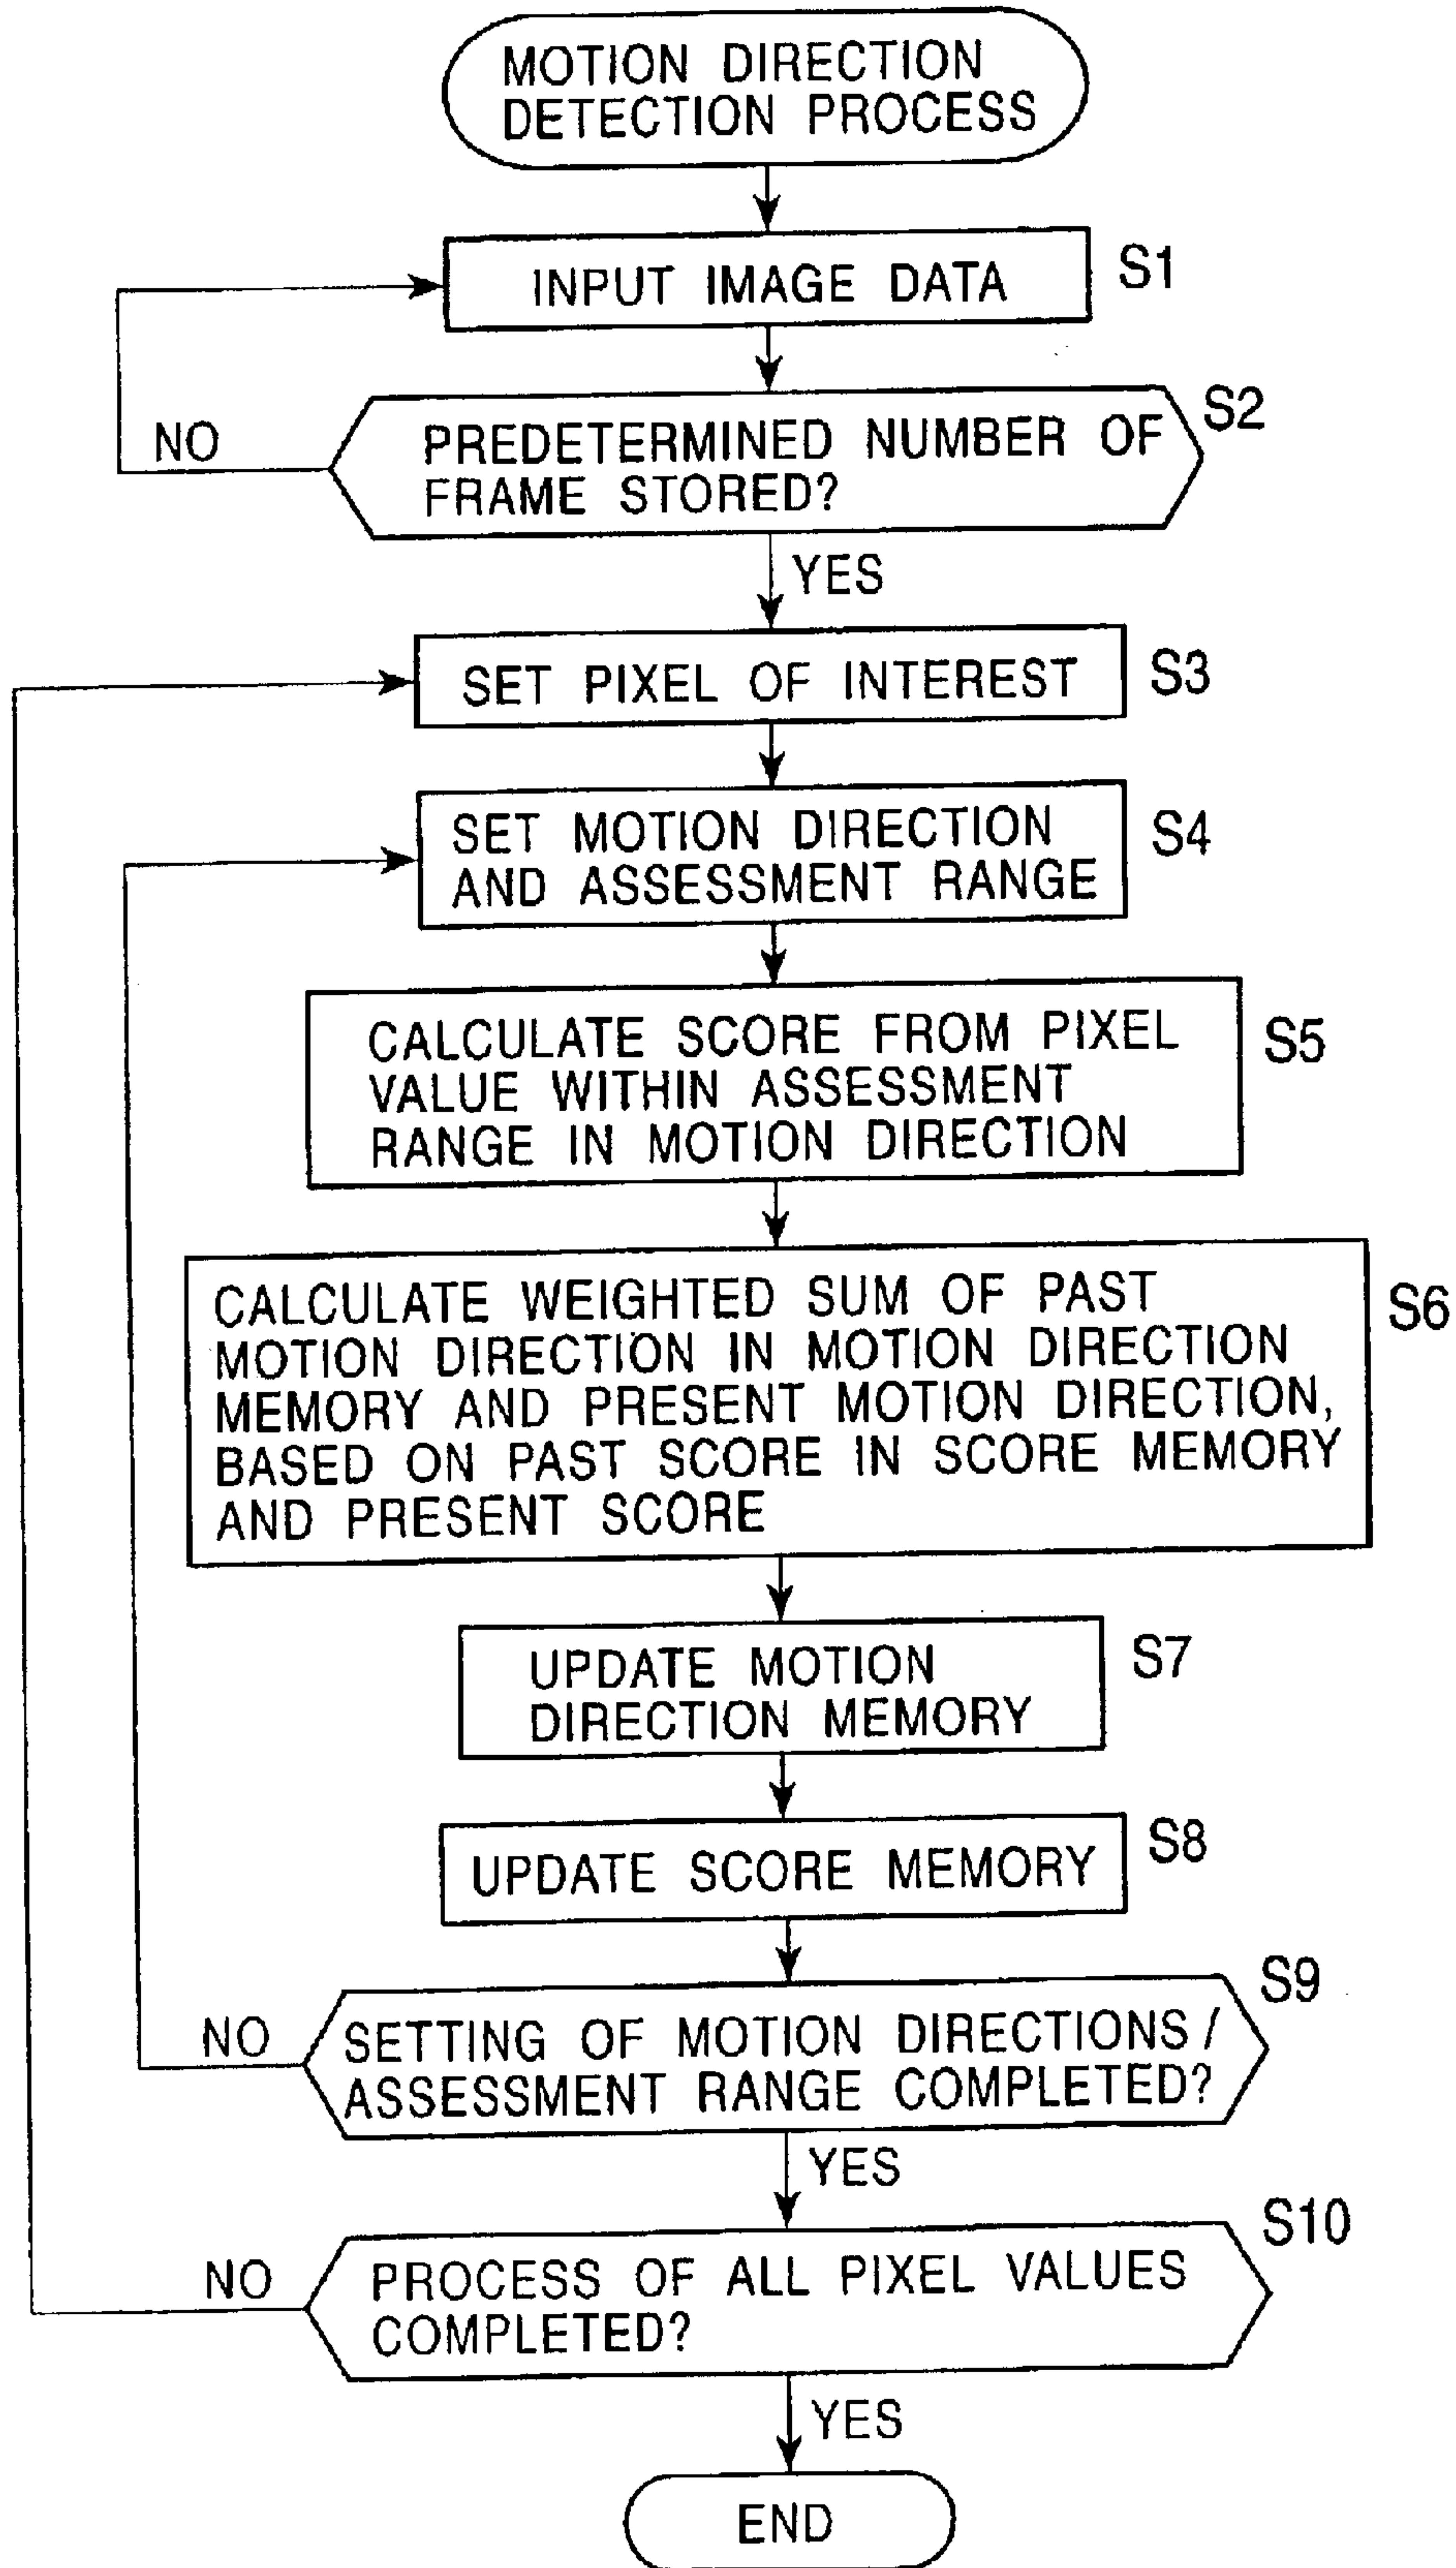 MOTION DIRECTION
DETECTION PROCESS
INPUT IMAGE DATA
S1
PREDETERMINED NUMBER OF
FRAME STORED?
S2
NO
YES
SET PIXEL OF INTEREST
S3
SET MOTION DIRECTION
AND ASSESSMENT RANGE
S4
CALCULATE SCORE FROM PIXEL
VALUE WITHIN ASSESSMENT
RANGE IN MOTION DIRECTION
S5
CALCULATE WEIGHTED SUM OF PAST
MOTION DIRECTION IN MOTION DIRECTION
MEMORY AND PRESENT MOTION DIRECTION,
BASED ON PAST SCORE IN SCORE MEMORY
AND PRESENT SCORE
S6
UPDATE MOTION
DIRECTION MEMORY
S7
UPDATE SCORE MEMORY
S8
SETTING OF MOTION DIRECTIONS /
ASSESSMENT RANGE COMPLETED?
S9
NO
YES
PROCESS OF ALL PIXEL VALUES
COMPLETED?
S10
NO
YES
END